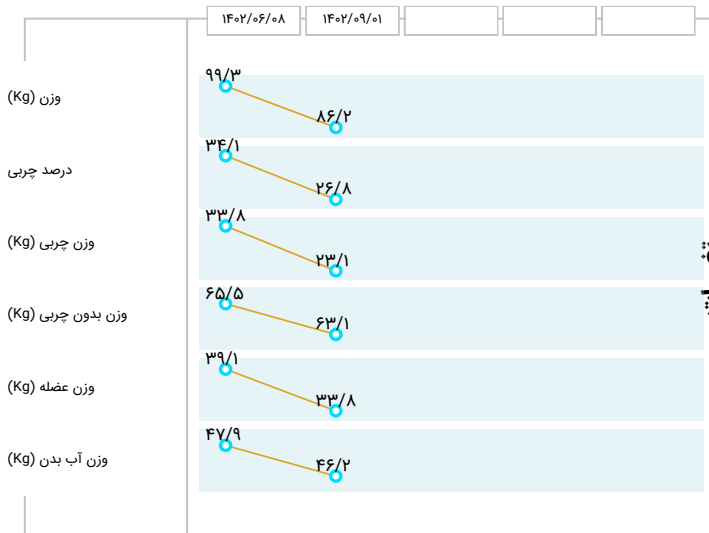 ۱۴۰۲/۰۶/۰۸ ۱۴۰۲/۰۹/۰۱
وزن (Kg) ۹۹/۳ ۸۶/۲
درصد چربی ۳۴/۱ ۲۶/۸
وزن چربی (Kg) ۳۳/۸ ۲۳/۱
وزن بدون چربی (Kg) ۶۵/۵ ۶۳/۱
وزن عضله (Kg) ۳۹/۱ ۳۳/۸
وزن آب بدن (Kg) ۴۷/۹ ۴۶/۲